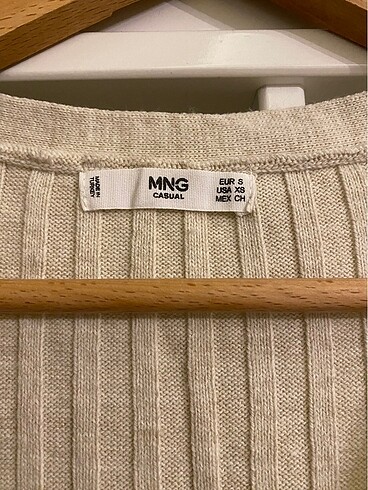 MADE IN
TURKEY
MNG
CASUAL
EUR S
USA XS
MEX CH